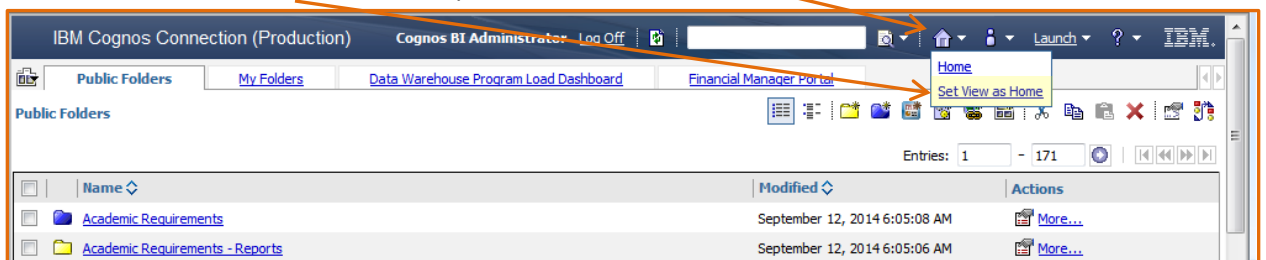 IBM Cognos Connection (Production) Cognos BI Administrator Log Off Launch ? IBM.
Home
Public Folders My Folders Data Warehouse Program Load Dashboard Financial Manager Portal
Set View as Home
Public Folders
Entries: 1 - 171
Name Modified Actions
Academic Requirements September 12, 2014 6:05:08 AM More...
Academic Requirements - Reports September 12, 2014 6:05:06 AM More...